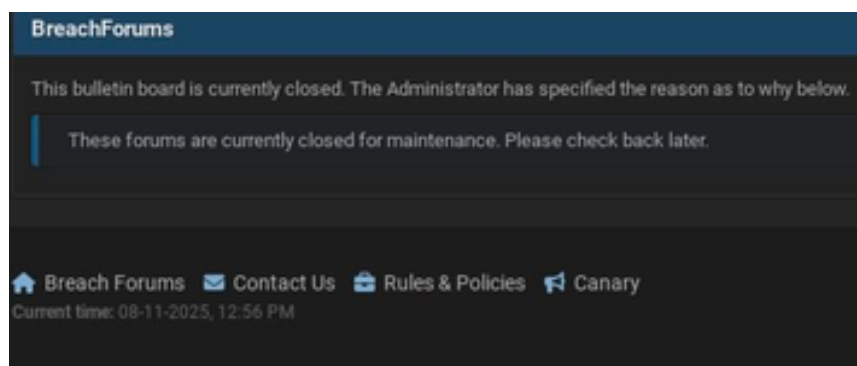 BreachForums
This bulletin board is currently closed. The Administrator has specified the reason as to why below.
These forums are currently closed for maintenance. Please check back later.
Breach Forums Contact Us Rules & Policies Canary
Current time: 08-11-2025, 12:56 PM